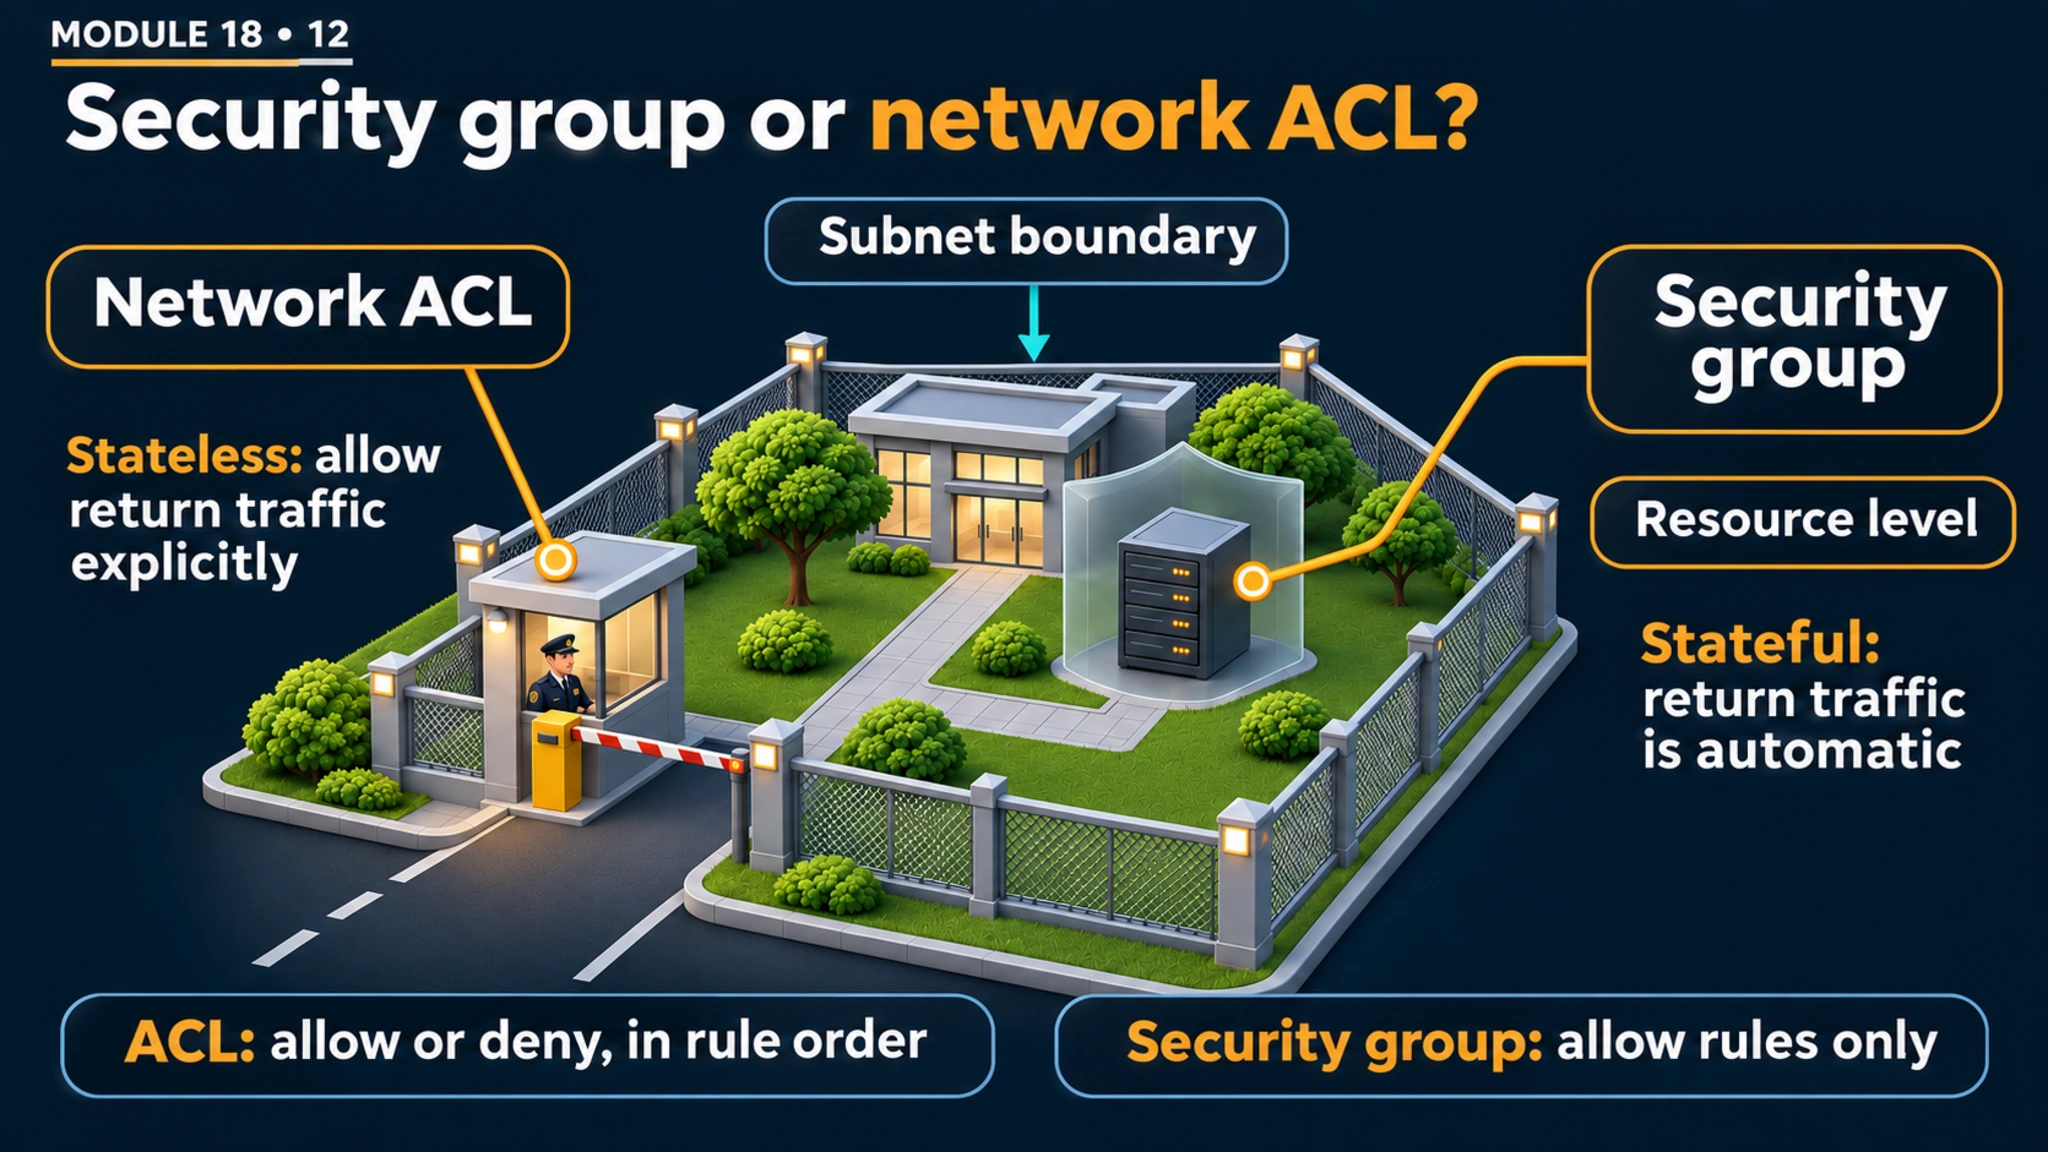 MODULE 18 • 12
Security group or network ACL?
Subnet boundary
Network ACL
Stateless: allow
return traffic
explicitly
Security
group
Resource level
Stateful:
return traffic
is automatic
ACL: allow or deny, in rule order
Security group: allow rules only